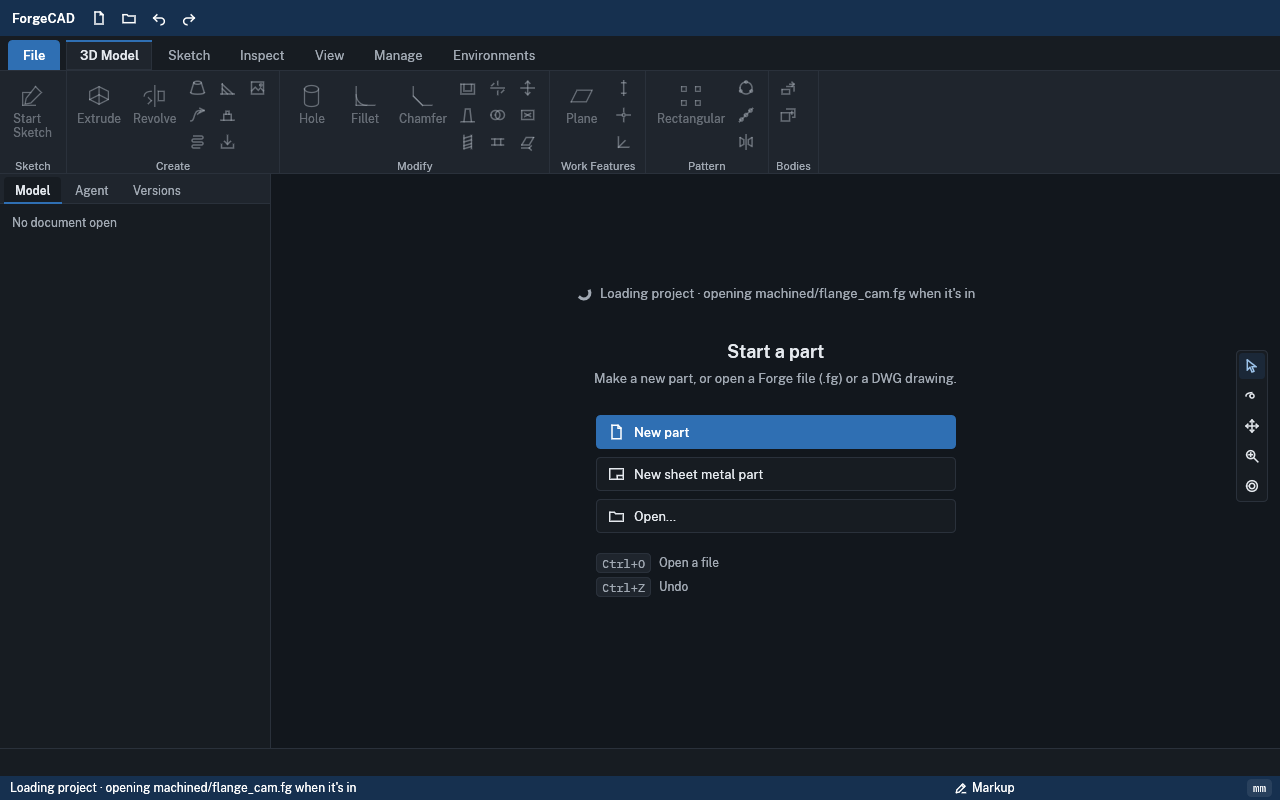 ForgeCAD
File 3D Model Sketch Inspect View Manage Environments
Start Sketch
Extrude Revolve
Hole Fillet Chamfer
Plane
Rectangular
Sketch Create Modify Work Features Pattern Bodies
Model Agent Versions
No document open
Loading project · opening machined/flange_cam.fg when it's in
Start a part
Make a new part, or open a Forge file (.fg) or a DWG drawing.
New part
New sheet metal part
Open...
Ctrl+O Open a file
Ctrl+Z Undo
Loading project · opening machined/flange_cam.fg when it's in
Markup
mm